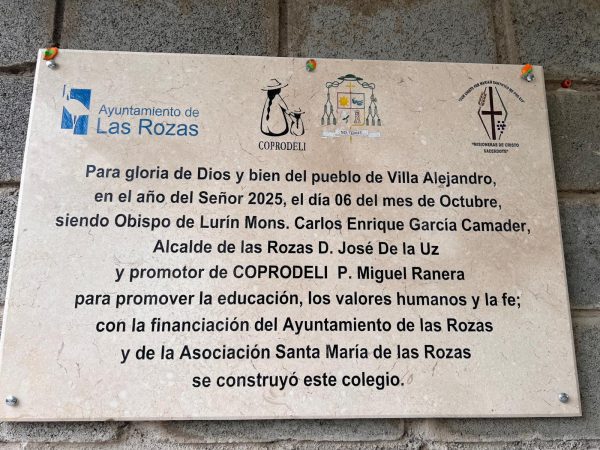 Ayuntamiento de
Las Rozas
COPRODELI
"MISIONERAS DE CRISTO
SACERDOTE"
Para gloria de Dios y bien del pueblo de Villa Alejandro,
en el año del Señor 2025, el día 06 del mes de Octubre,
siendo Obispo de Lurín Mons. Carlos Enrique García Camader,
Alcalde de las Rozas D. José De la Uz
y promotor de COPRODELI P. Miguel Ranera
para promover la educación, los valores humanos y la fe;
con la financiación del Ayuntamiento de las Rozas
y de la Asociación Santa María de las Rozas
se construyó este colegio.